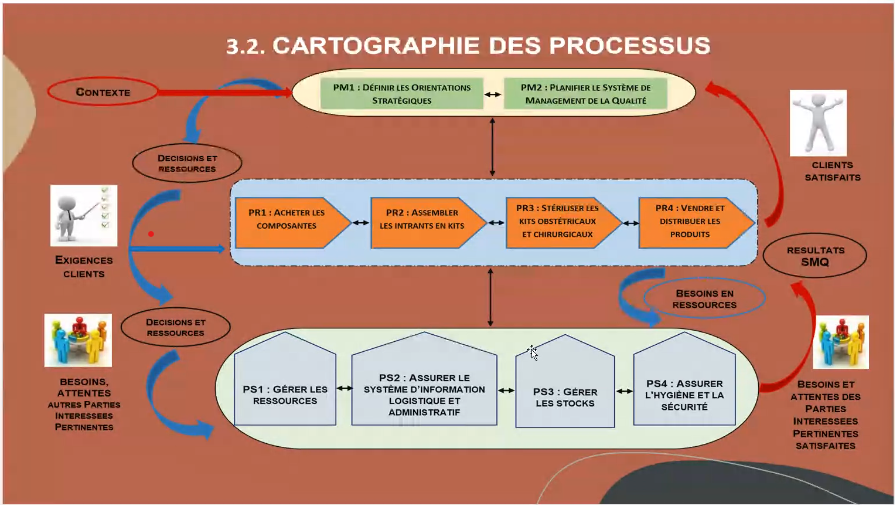 3.2. CARTOGRAPHIE DES PROCESSUS
CONTEXTE
PM1 : DÉFINIR LES ORIENTATIONS
STRATÉGIQUES
PM2 : PLANIFIER LE SYSTÈME DE
MANAGEMENT DE LA QUALITÉ
DECISIONS ET
RESSOURCES
CLIENTS
SATISFAITS
EXIGENCES
CLIENTS
PR1 : ACHETER LES
COMPOSANTES
PR2 : ASSEMBLER
LES INTRANTS EN KITS
PR3 : STÉRILISER LES
KITS OBSTÉTRICAUX
ET CHIRURGICAUX
PR4 : VENDRE ET
DISTRIBUER LES
PRODUITS
RESULTATS
SMQ
BESOINS EN
RESSOURCES
DECISIONS ET
RESSOURCES
BESOINS,
ATTENTES
AUTRES PARTIES
INTERESSEES
PERTINENTES
PS1 : GÉRER LES
RESSOURCES
PS2 : ASSURER LE
SYSTÈME D'INFORMATION
LOGISTIQUE ET
ADMINISTRATIF
PS3 : GÉRER
LES STOCKS
PS4 : ASSURER
L'HYGIÈNE ET LA
SÉCURITÉ
BESOINS ET
ATTENTES DES
PARTIES
INTERESSEES
PERTINENTES
SATISFAITES